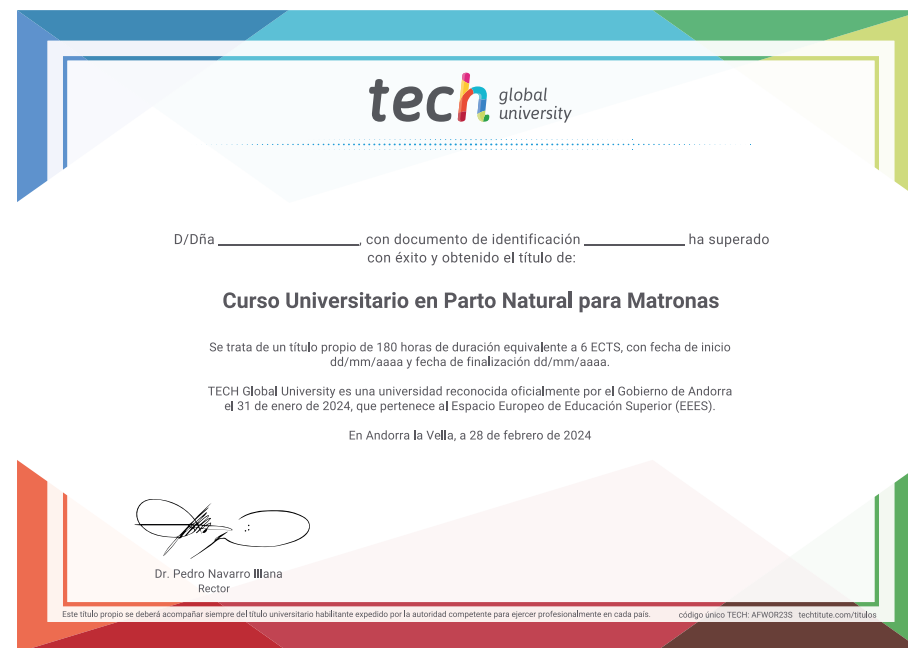 tech global university
D/Dña ____________________, con documento de identificación ______________ ha superado
con éxito y obtenido el título de:
Curso Universitario en Parto Natural para Matronas
Se trata de un título propio de 180 horas de duración equivalente a 6 ECTS, con fecha de inicio
dd/mm/aaaa y fecha de finalización dd/mm/aaaa.
TECH Global University es una universidad reconocida oficialmente por el Gobierno de Andorra
el 31 de enero de 2024, que pertenece al Espacio Europeo de Educación Superior (EEES).
En Andorra la Vella, a 28 de febrero de 2024
Dr. Pedro Navarro Illana
Rector
Este título propio se deberá acompañar siempre del título universitario habilitante expedido por la autoridad competente para ejercer profesionalmente en cada país. código único TECH: AFWOR23S techtitute.com/titulos